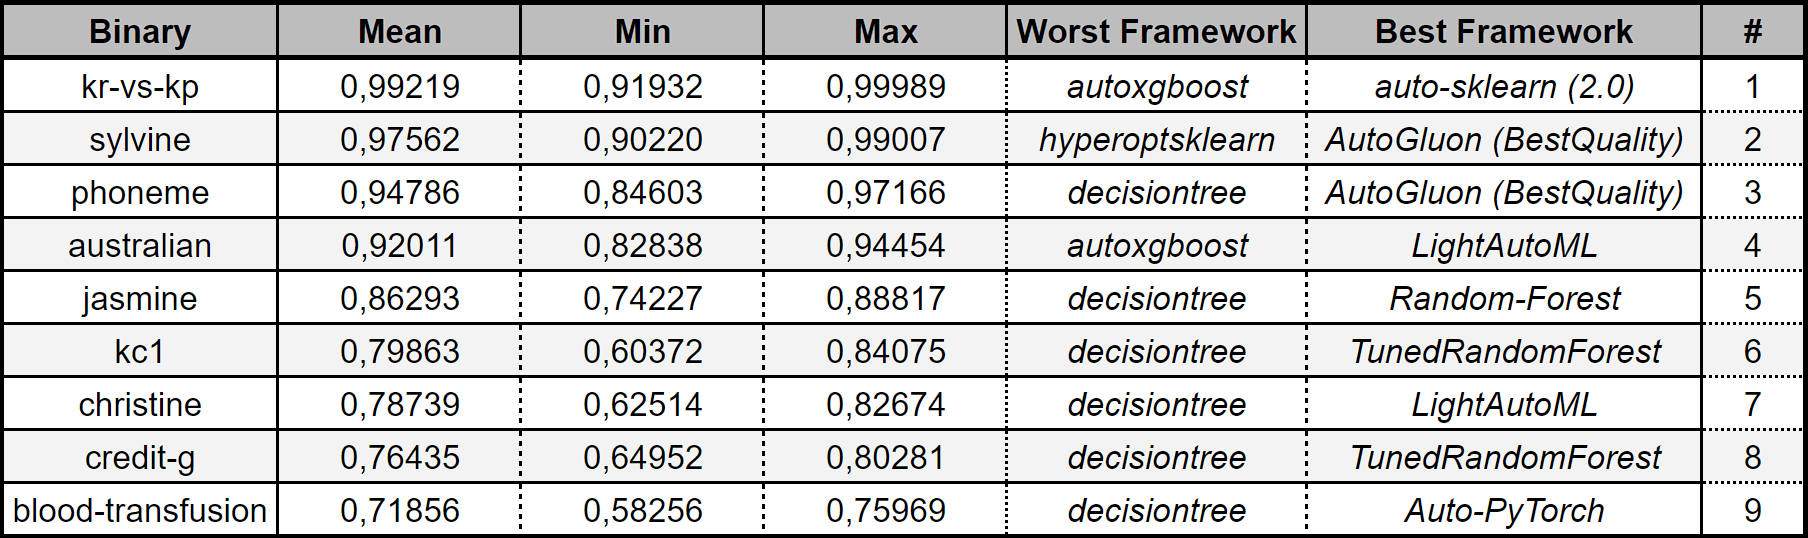 Binary Mean Min Max Worst Framework Best Framework #
kr-vs-kp 0,99219 0,91932 0,99989 autoxgboost auto-sklearn (2.0) 1
sylvine 0,97562 0,90220 0,99007 hyperoptsklearn AutoGluon (BestQuality) 2
phoneme 0,94786 0,84603 0,97166 decisiontree AutoGluon (BestQuality) 3
australian 0,92011 0,82838 0,94454 autoxgboost LightAutoML 4
jasmine 0,86293 0,74227 0,88817 decisiontree Random-Forest 5
kc1 0,79863 0,60372 0,84075 decisiontree TunedRandomForest 6
christine 0,78739 0,62514 0,82674 decisiontree LightAutoML 7
credit-g 0,76435 0,64952 0,80281 decisiontree TunedRandomForest 8
blood-transfusion 0,71856 0,58256 0,75969 decisiontree Auto-PyTorch 9